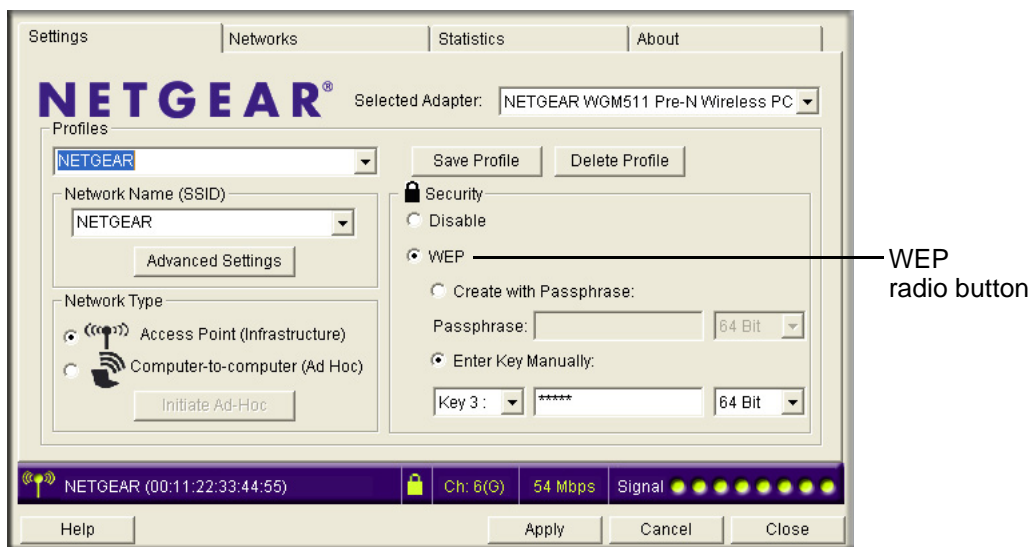 Settings Networks Statistics About
NETGEAR® Selected Adapter: NETGEAR WGM511 Pre-N Wireless PC
Profiles
NETGEAR Save Profile Delete Profile
Network Name (SSID) Security
NETGEAR Disable
Advanced Settings WEP WEP
radio button
Create with Passphrase:
Network Type
Access Point (Infrastructure) Passphrase: 64 Bit
Computer-to-computer (Ad Hoc) Enter Key Manually:
Initiate Ad-Hoc Key 3 : ***** 64 Bit
NETGEAR (00:11:22:33:44:55) Ch: 6(G) 54 Mbps Signal
Help Apply Cancel Close